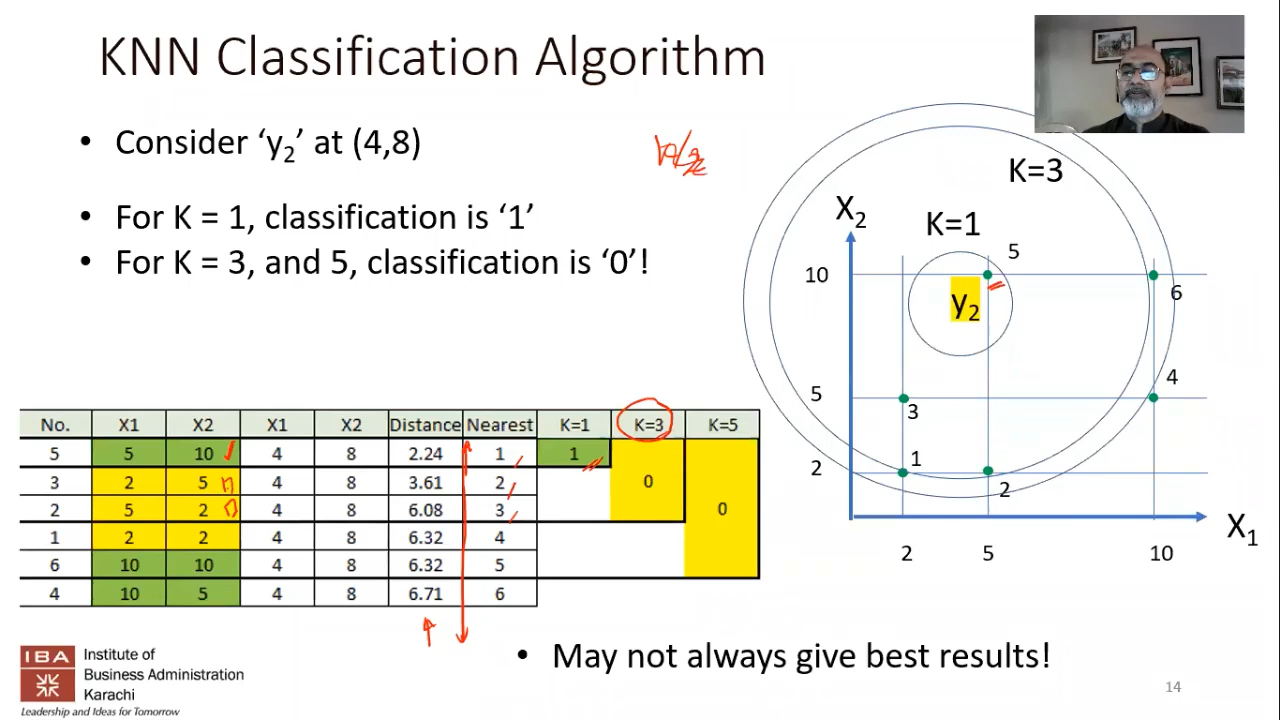 KNN Classification Algorithm
• Consider ‘y2’ at (4,8)
• For K = 1, classification is ‘1’
• For K = 3, and 5, classification is ‘0’!
K=3
X2
K=1
5
10
y2
6
5
4
3
2
1
2
X1
2 5 10
No. X1 X2 X1 X2 Distance Nearest K=1 K=3 K=5
5 5 10 4 8 2.24 1 1
3 2 5 4 8 3.61 2 0
2 5 2 4 8 6.08 3 0
1 2 2 4 8 6.32 4
6 10 10 4 8 6.32 5
4 10 5 4 8 6.71 6
• May not always give best results!
IBA
Institute of
Business Administration
Karachi
Leadership and Ideas for Tomorrow
14